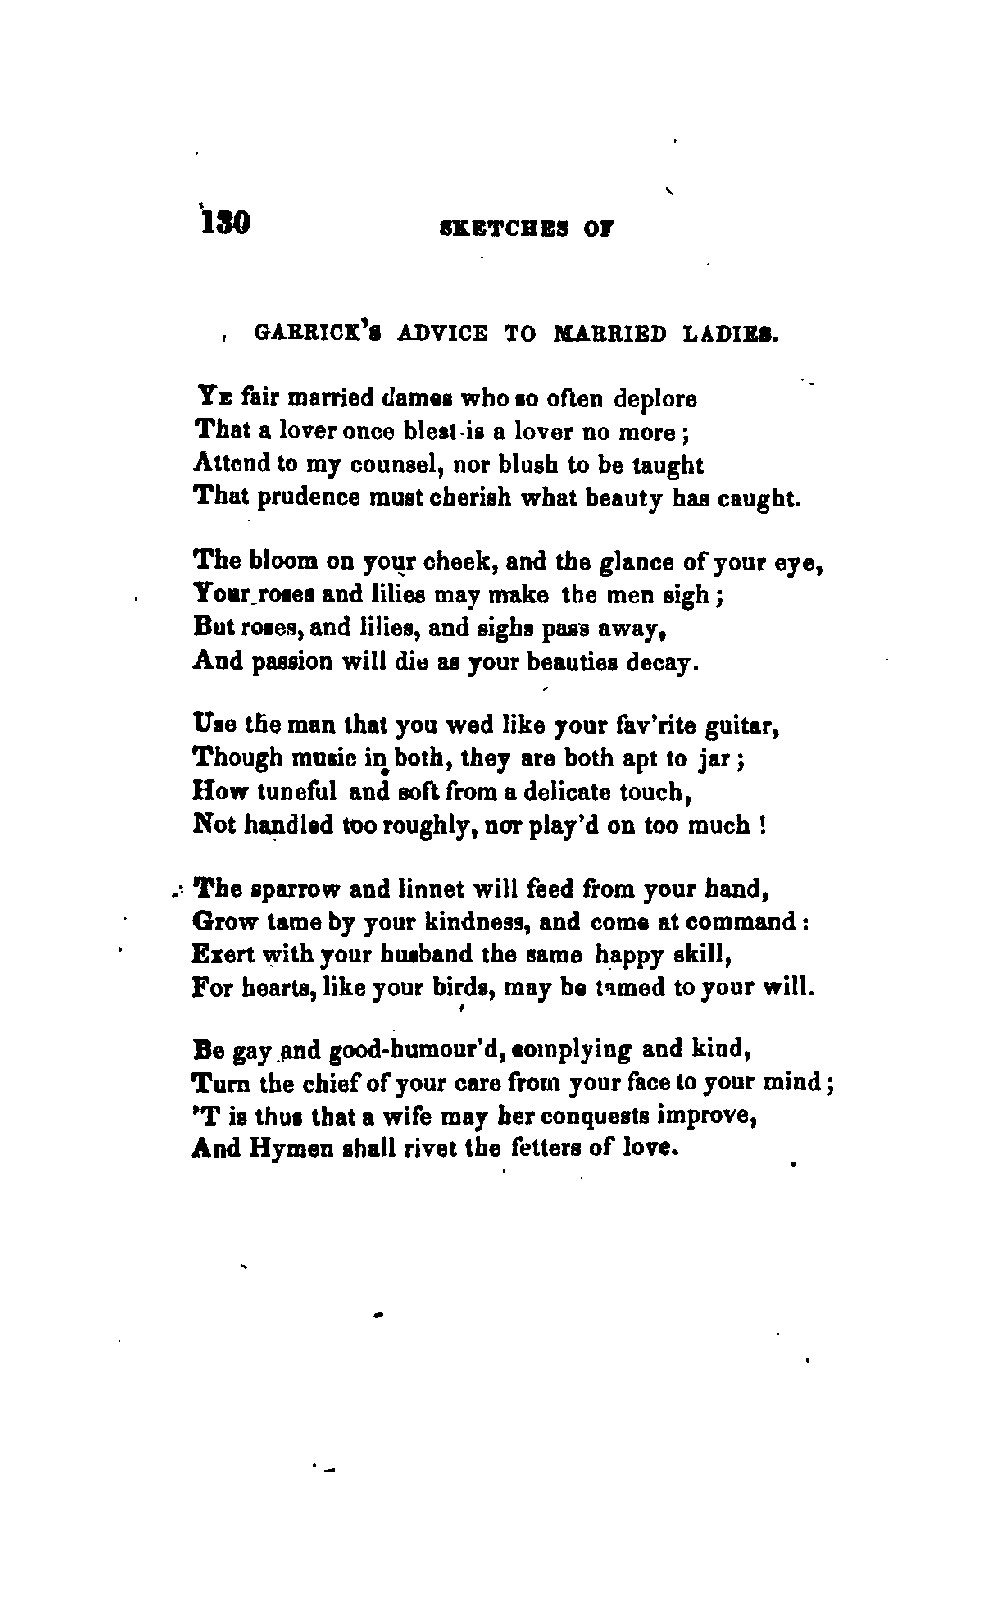 130
SKETCHES OF
GARRICK's ADVICE TO MARRIED LADIES.
YE fair married dames who so often deplore
That a lover once blest is a lover no more;
Attend to my counsel, nor blush to be taught
That prudence must cherish what beauty has caught.
The bloom on your cheek, and the glance of your eye,
Your roses and lilies may make the men sigh;
But roses, and lilies, and sighs pass away,
And passion will die as your beauties decay.
Use the man that you wed like your fav'rite guitar,
Though music in both, they are both apt to jar;
How tuneful and soft from a delicate touch,
Not handled too roughly, nor play'd on too much!
The sparrow and linnet will feed from your hand,
Grow tame by your kindness, and come at command:
Exert with your husband the same happy skill,
For hearts, like your birds, may be tamed to your will.
Be gay and good-humour'd, complying and kind,
Turn the chief of your care from your face to your mind;
'T is thus that a wife may her conquests improve,
And Hymen shall rivet the fetters of love.